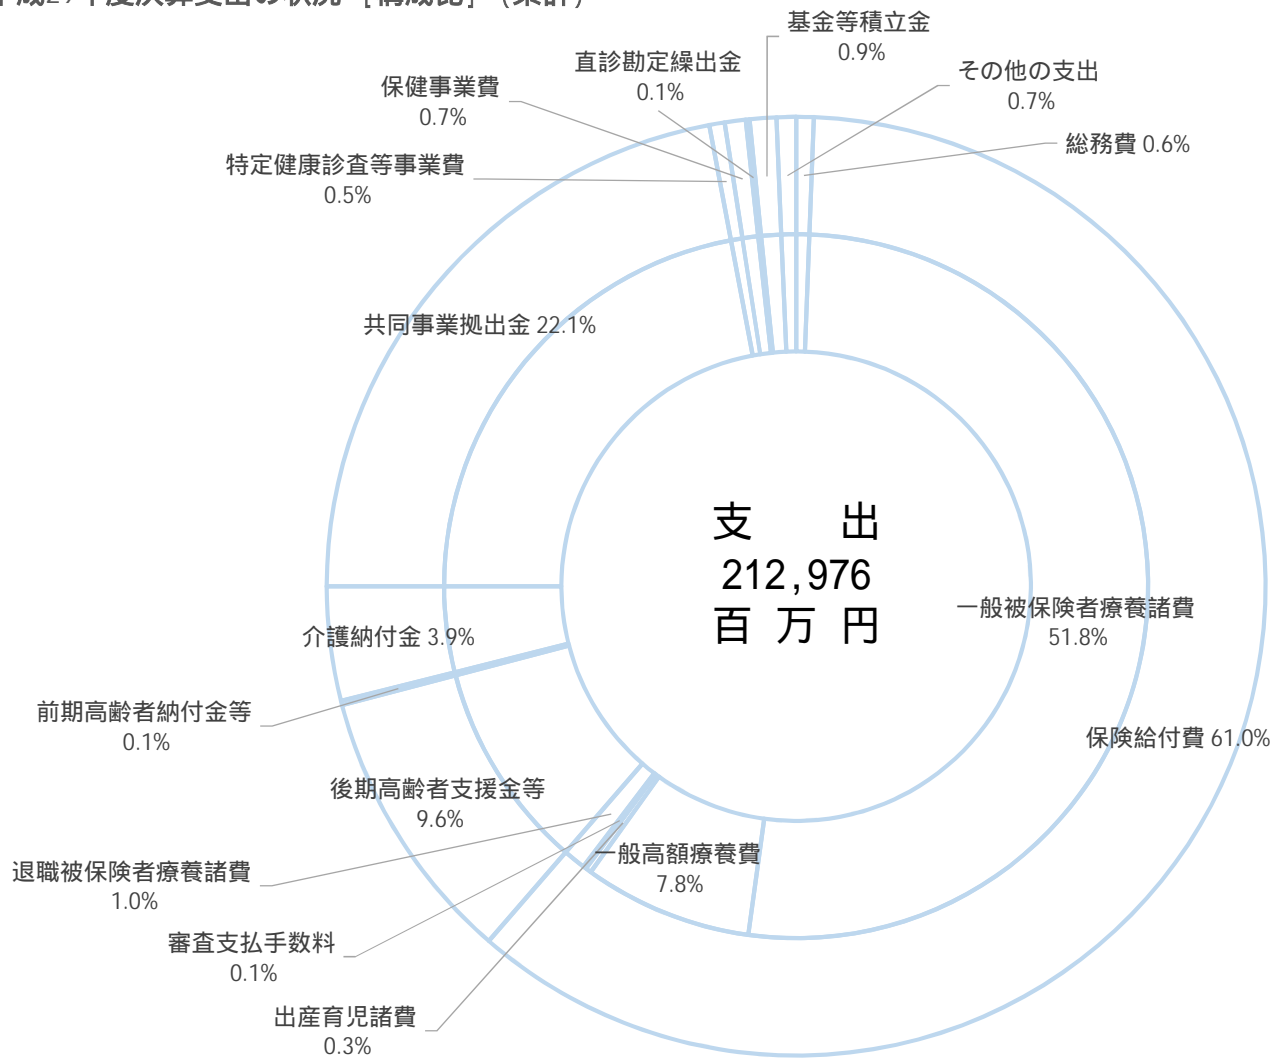 基金等積立金
0.9%
直診勘定繰出金
0.1%
その他の支出
0.7%
保健事業費
0.7%
総務費 0.6%
特定健康診査等事業費
0.5%
共同事業拠出金 22.1%
支 出
212,976
百 万 円
一般被保険者療養諸費
51.8%
介護納付金 3.9%
前期高齢者納付金等
0.1%
保険給付費 61.0%
後期高齢者支援金等
9.6%
一般高額療養費
7.8%
退職被保険者療養諸費
1.0%
審査支払手数料
0.1%
出産育児諸費
0.3%